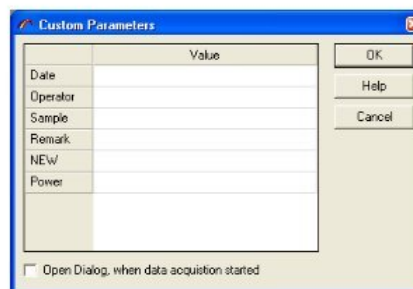 Custom Parameters
Value
Date
Operator
Sample
Remark
NEW
Power
OK
Help
Cancel
Open Dialog, when data acquistion started